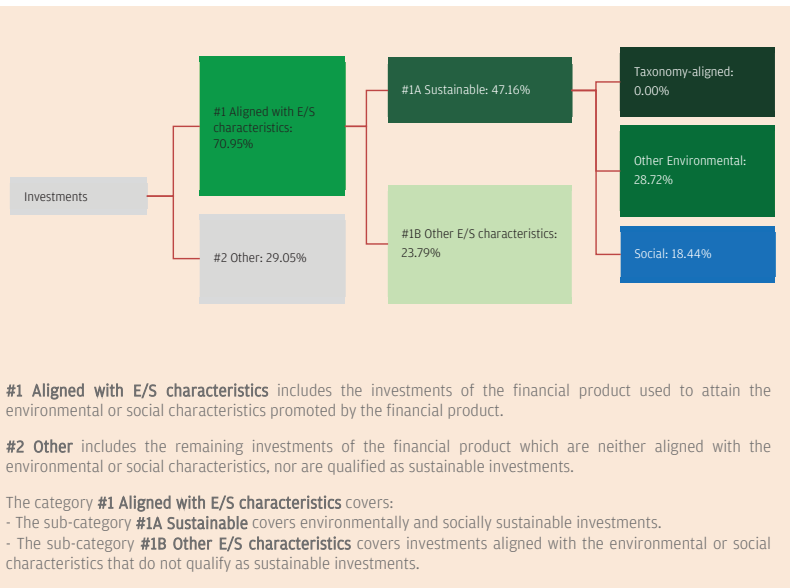 Investments
#1 Aligned with E/S
characteristics:
70.95%
#2 Other: 29.05%
#1A Sustainable: 47.16%
#1B Other E/S characteristics:
23.79%
Taxonomy-aligned:
0.00%
Other Environmental:
28.72%
Social: 18.44%
#1 Aligned with E/S characteristics includes the investments of the financial product used to attain the
environmental or social characteristics promoted by the financial product.
#2 Other includes the remaining investments of the financial product which are neither aligned with the
environmental or social characteristics, nor are qualified as sustainable investments.
The category #1 Aligned with E/S characteristics covers:
- The sub-category #1A Sustainable covers environmentally and socially sustainable investments.
- The sub-category #1B Other E/S characteristics covers investments aligned with the environmental or social
characteristics that do not qualify as sustainable investments.